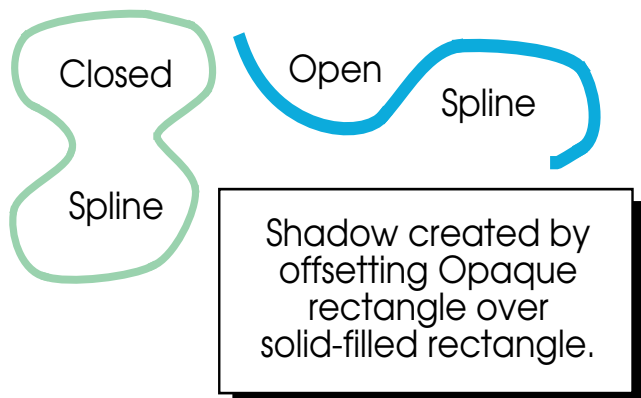 Closed
Spline
Open
Spline
Shadow created by
offsetting Opaque
rectangle over
solid-filled rectangle.